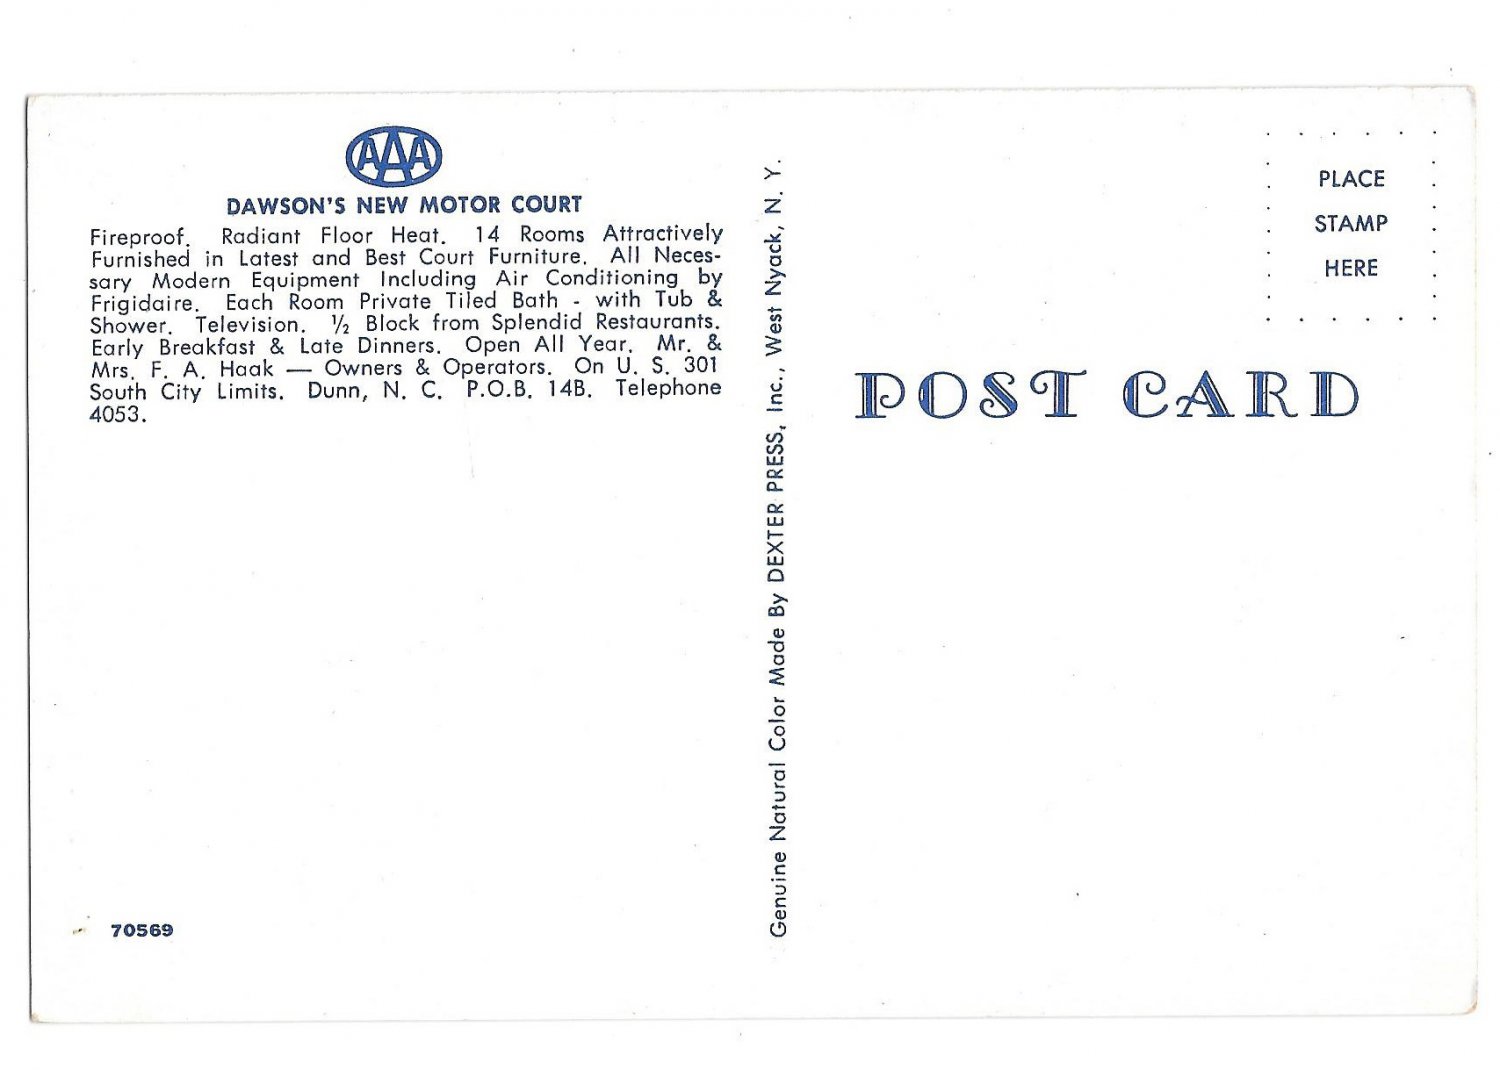 AAA
DAWSON'S NEW MOTOR COURT
Fireproof. Radiant Floor Heat. 14 Rooms Attractively
Furnished in Latest and Best Court Furniture. All Neces-
sary Modern Equipment Including Air Conditioning by
Frigidaire. Each Room Private Tiled Bath - with Tub &
Shower. Television. ½ Block from Splendid Restaurants.
Early Breakfast & Late Dinners. Open All Year. Mr. &
Mrs. F. A. Haak — Owners & Operators. On U. S. 301
South City Limits. Dunn, N. C. P.O.B. 14B. Telephone
4053.
70569
Genuine Natural Color Made By DEXTER PRESS, Inc., West Nyack, N. Y.
PLACE
STAMP
HERE
POST CARD